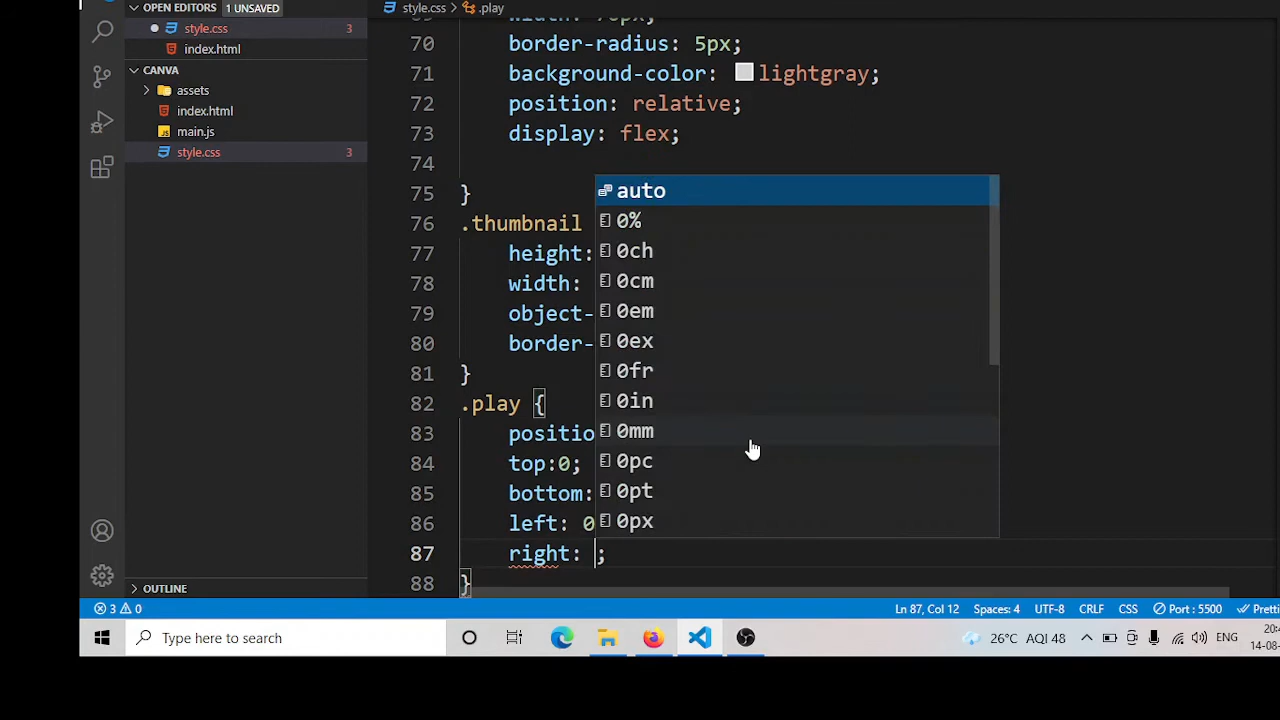 OPEN EDITORS 1 UNSAVED
style.css 3
index.html
CANVA
assets
index.html
main.js
style.css 3
OUTLINE
style.css > .play
70 border-radius: 5px;
71 background-color: lightgray;
72 position: relative;
73 display: flex;
74
75 }
76 .thumbnail
77 height:
78 width:
79 object-
80 border-
81 }
82 .play {
83 positio
84 top:0;
85 bottom:
86 left: 0
87 right: ;
88 }
auto
0%
0ch
0cm
0em
0ex
0fr
0in
0mm
0pc
0pt
0px
3 0 Ln 87, Col 12 Spaces: 4 UTF-8 CRLF CSS Port : 5500 Pretti
Type here to search 26°C AQI 48 ENG
20:4
14-08-